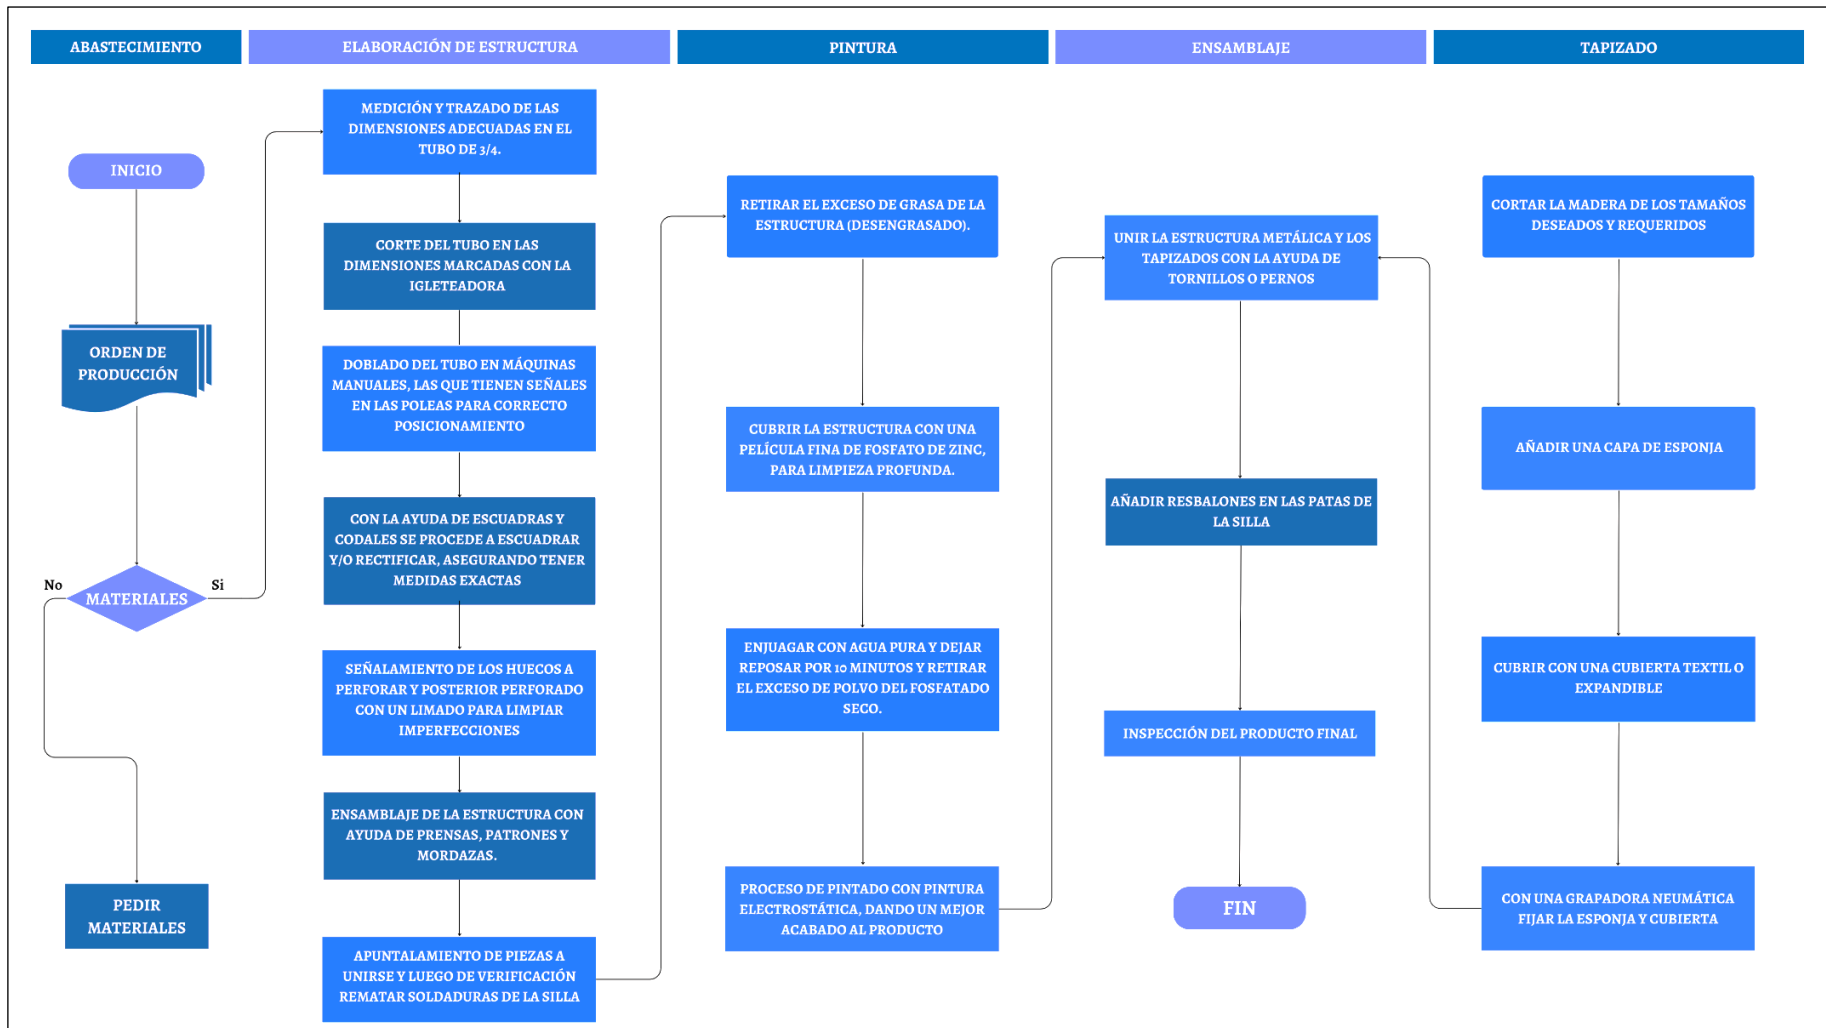 ABASTECIMIENTO
ELABORACIÓN DE ESTRUCTURA
PINTURA
ENSAMBLAJE
TAPIZADO
INICIO
ORDEN DE
PRODUCCIÓN
No
MATERIALES
Si
PEDIR
MATERIALES
MEDICIÓN Y TRAZADO DE LAS
DIMENSIONES ADECUADAS EN EL
TUBO DE 3/4.
CORTE DEL TUBO EN LAS
DIMENSIONES MARCADAS CON LA
IGLETEADORA
DOBLADO DEL TUBO EN MÁQUINAS
MANUALES, LAS QUE TIENEN SEÑALES
EN LAS POLEAS PARA CORRECTO
POSICIONAMIENTO
CON LA AYUDA DE ESCUADRAS Y
CODALES SE PROCEDE A ESCUADRAR
Y/O RECTIFICAR, ASEGURANDO TENER
MEDIDAS EXACTAS
SEÑALAMIENTO DE LOS HUECOS A
PERFORAR Y POSTERIOR PERFORADO
CON UN LIMADO PARA LIMPIAR
IMPERFECCIONES
ENSAMBLAJE DE LA ESTRUCTURA CON
AYUDA DE PRENSAS, PATRONES Y
MORDAZAS.
APUNTALAMIENTO DE PIEZAS A
UNIRSE Y LUEGO DE VERIFICACIÓN
REMATAR SOLDADURAS DE LA SILLA
RETIRAR EL EXCESO DE GRASA DE LA
ESTRUCTURA (DESENGRASADO).
CUBRIR LA ESTRUCTURA CON UNA
PELÍCULA FINA DE FOSFATO DE ZINC,
PARA LIMPIEZA PROFUNDA.
ENJUAGAR CON AGUA PURA Y DEJAR
REPOSAR POR 10 MINUTOS Y RETIRAR
EL EXCESO DE POLVO DEL FOSFATADO
SECO.
PROCESO DE PINTADO CON PINTURA
ELECTROSTÁTICA, DANDO UN MEJOR
ACABADO AL PRODUCTO
UNIR LA ESTRUCTURA METÁLICA Y LOS
TAPIZADOS CON LA AYUDA DE
TORNILLOS O PERNOS
AÑADIR RESBALONES EN LAS PATAS DE
LA SILLA
INSPECCIÓN DEL PRODUCTO FINAL
FIN
CORTAR LA MADERA DE LOS TAMAÑOS
DESEADOS Y REQUERIDOS
AÑADIR UNA CAPA DE ESPONJA
CUBRIR CON UNA CUBIERTA TEXTIL O
EXPANDIBLE
CON UNA GRAPADORA NEUMÁTICA
FIJAR LA ESPONJA Y CUBIERTA